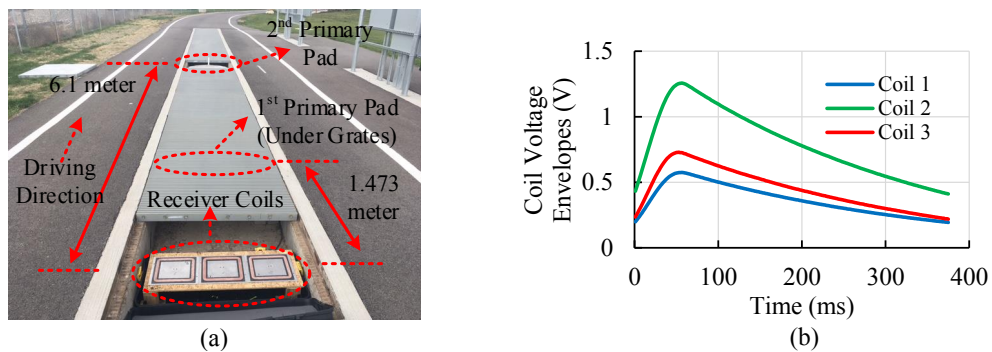 2nd Primary
Pad
6.1 meter
1st Primary Pad
(Under Grates)
Driving
Direction
1.473
meter
Receiver Coils
(a)
Coil Voltage
Envelopes (V)
1.5
1
0.5
0
0
100
200
300
400
Coil 1
Coil 2
Coil 3
Time (ms)
(b)